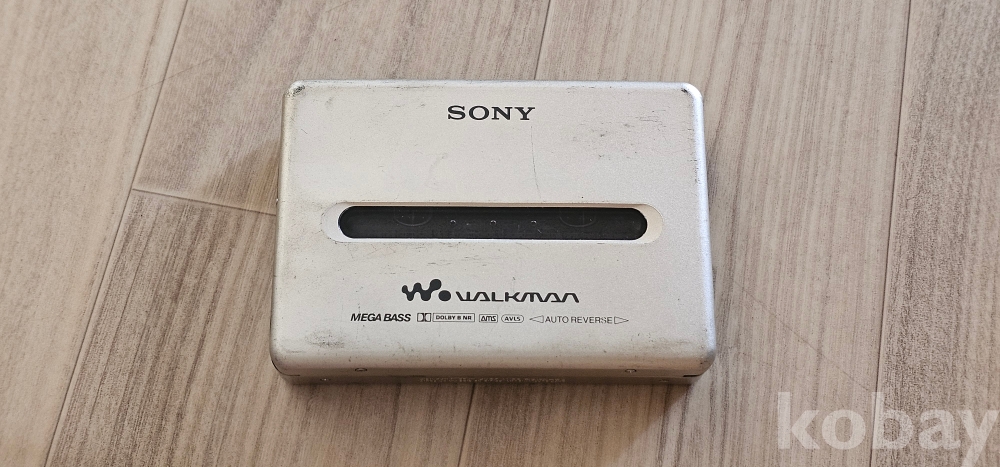 SONY
WALKMAN
MEGA BASS DOLBY B NR AMS AVLS AUTO REVERSE
kobay